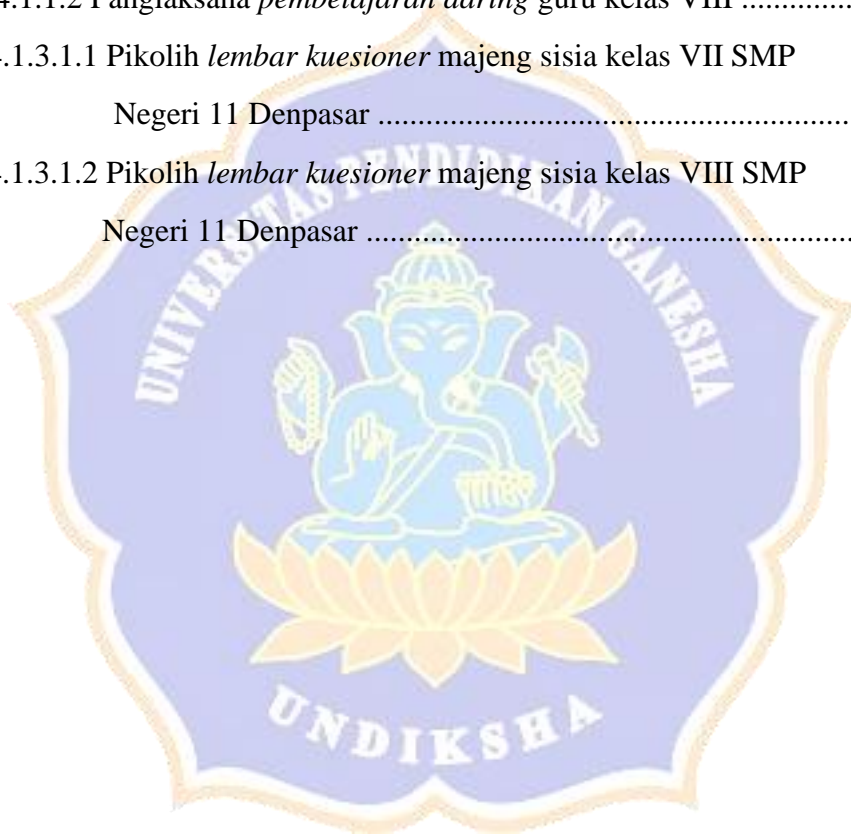 4.1.1.2 Panglaksana pembelajaran daring guru kelas VIII ..............
.1.3.1.1 Pikolih lembar kuesioner majeng sisia kelas VII SMP
Negeri 11 Denpasar ............................................................
.1.3.1.2 Pikolih lembar kuesioner majeng sisia kelas VIII SMP
Negeri 11 Denpasar ..............................................................
UNIVERSITAS PENDIDIKAN GANESHA
UNDIKSHA